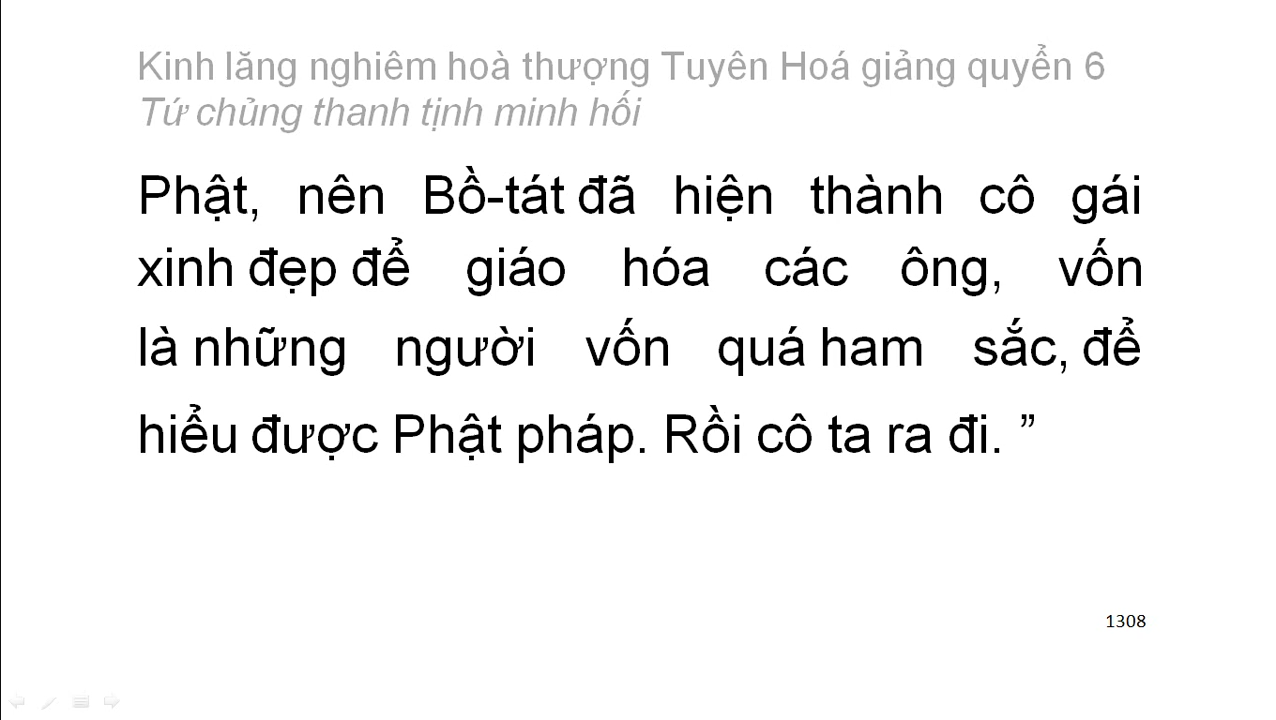 Kinh lăng nghiêm hoà thượng Tuyên Hoá giảng quyển 6
Tứ chủng thanh tịnh minh hối
Phật, nên Bồ-tát đã hiện thành cô gái
xinh đẹp để giáo hóa các ông, vốn
là những người vốn quá ham sắc, để
hiểu được Phật pháp. Rồi cô ta ra đi. ”
1308